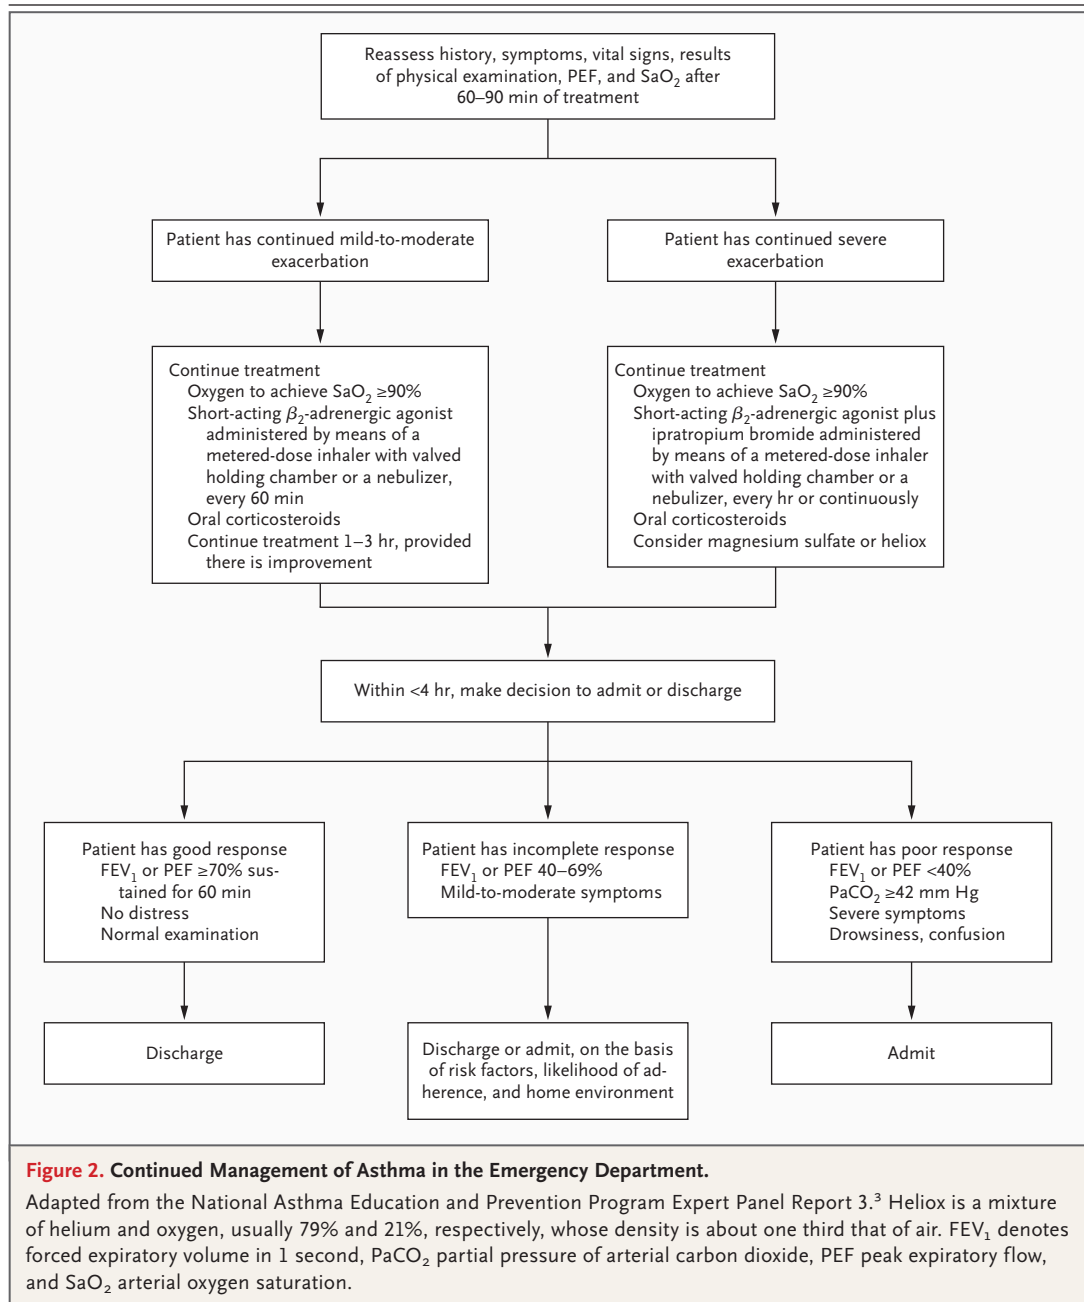 Reassess history, symptoms, vital signs, results
of physical examination, PEF, and SaO₂ after
60–90 min of treatment
Patient has continued mild-to-moderate
exacerbation
Patient has continued severe
exacerbation
Continue treatment
Oxygen to achieve SaO₂ ≥90%
Short-acting β₂-adrenergic agonist
administered by means of a
metered-dose inhaler with valved
holding chamber or a nebulizer,
every 60 min
Oral corticosteroids
Continue treatment 1–3 hr, provided
there is improvement
Continue treatment
Oxygen to achieve SaO₂ ≥90%
Short-acting β₂-adrenergic agonist plus
ipratropium bromide administered
by means of a metered-dose inhaler
with valved holding chamber or a
nebulizer, every hr or continuously
Oral corticosteroids
Consider magnesium sulfate or heliox
Within <4 hr, make decision to admit or discharge
Patient has good response
FEV₁ or PEF ≥70% sus-
tained for 60 min
No distress
Normal examination
Patient has incomplete response
FEV₁ or PEF 40–69%
Mild-to-moderate symptoms
Patient has poor response
FEV₁ or PEF <40%
PaCO₂ ≥42 mm Hg
Severe symptoms
Drowsiness, confusion
Discharge
Discharge or admit, on the basis
of risk factors, likelihood of ad-
herence, and home environment
Admit
Figure 2. Continued Management of Asthma in the Emergency Department.
Adapted from the National Asthma Education and Prevention Program Expert Panel Report 3.³ Heliox is a mixture
of helium and oxygen, usually 79% and 21%, respectively, whose density is about one third that of air. FEV₁ denotes
forced expiratory volume in 1 second, PaCO₂ partial pressure of arterial carbon dioxide, PEF peak expiratory flow,
and SaO₂ arterial oxygen saturation.